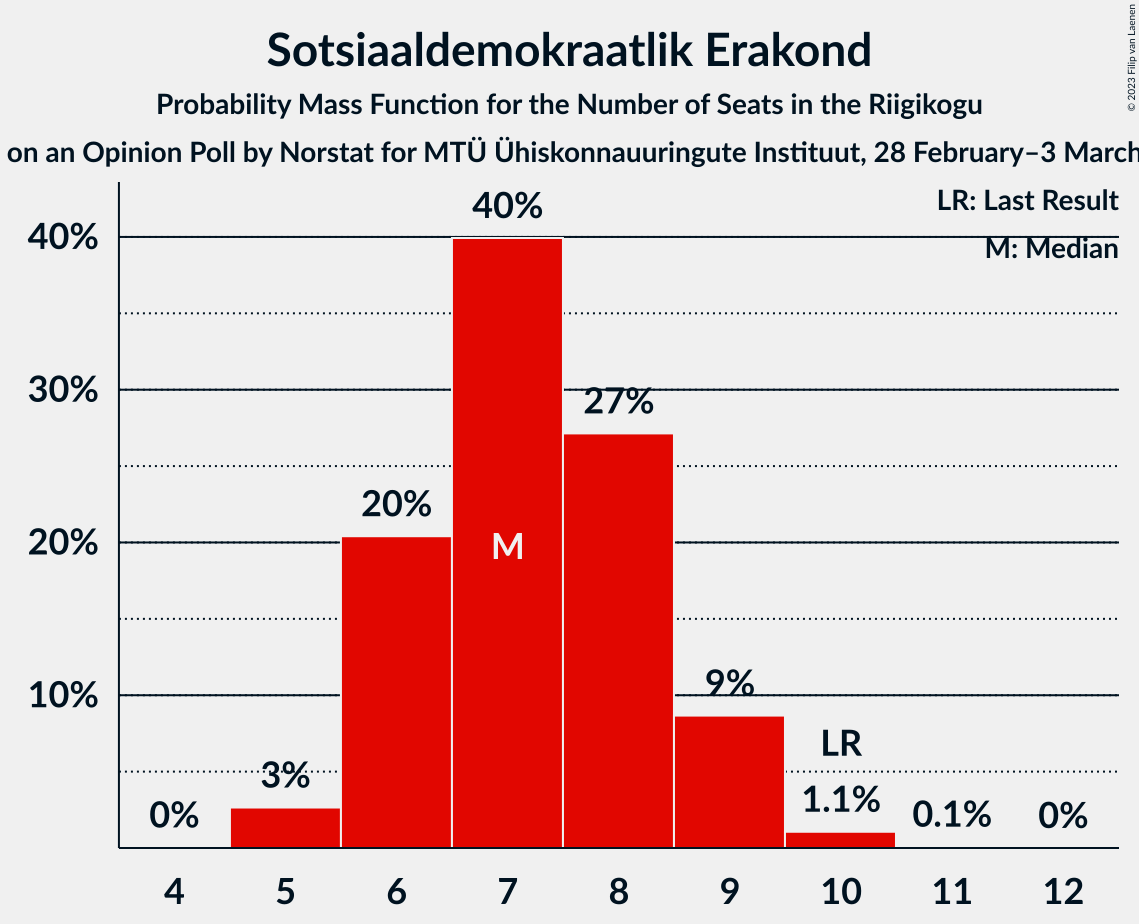 Sotsiaaldemokraatlik Erakond
Probability Mass Function for the Number of Seats in the Riigikogu
on an Opinion Poll by Norstat for MTÜ Ühiskonnauuringute Instituut, 28 February–3 March
© 2023 Filip van Laenen
LR: Last Result
M: Median
40%
30%
20%
10%
0%
3%
20%
40%
M
27%
9%
LR
1.1%
0.1%
0%
4 5 6 7 8 9 10 11 12